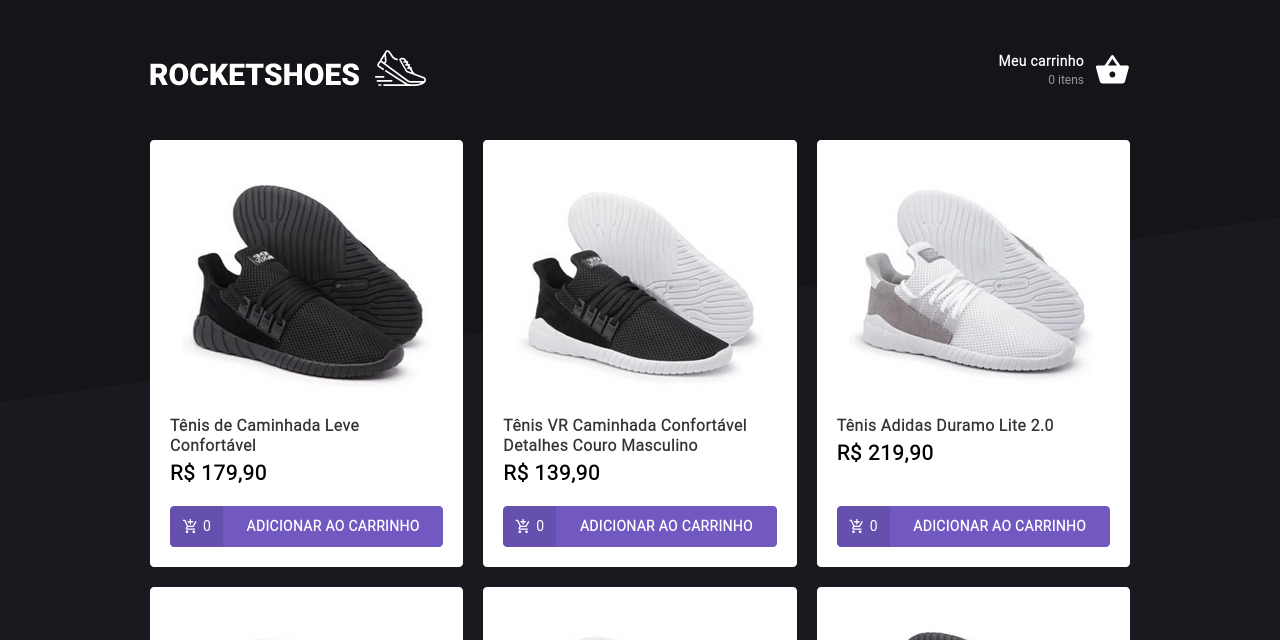 ROCKETSHOES
Meu carrinho
0 itens
Tênis de Caminhada Leve
Confortável
R$ 179,90
0 ADICIONAR AO CARRINHO
Tênis VR Caminhada Confortável
Detalhes Couro Masculino
R$ 139,90
0 ADICIONAR AO CARRINHO
Tênis Adidas Duramo Lite 2.0
R$ 219,90
0 ADICIONAR AO CARRINHO